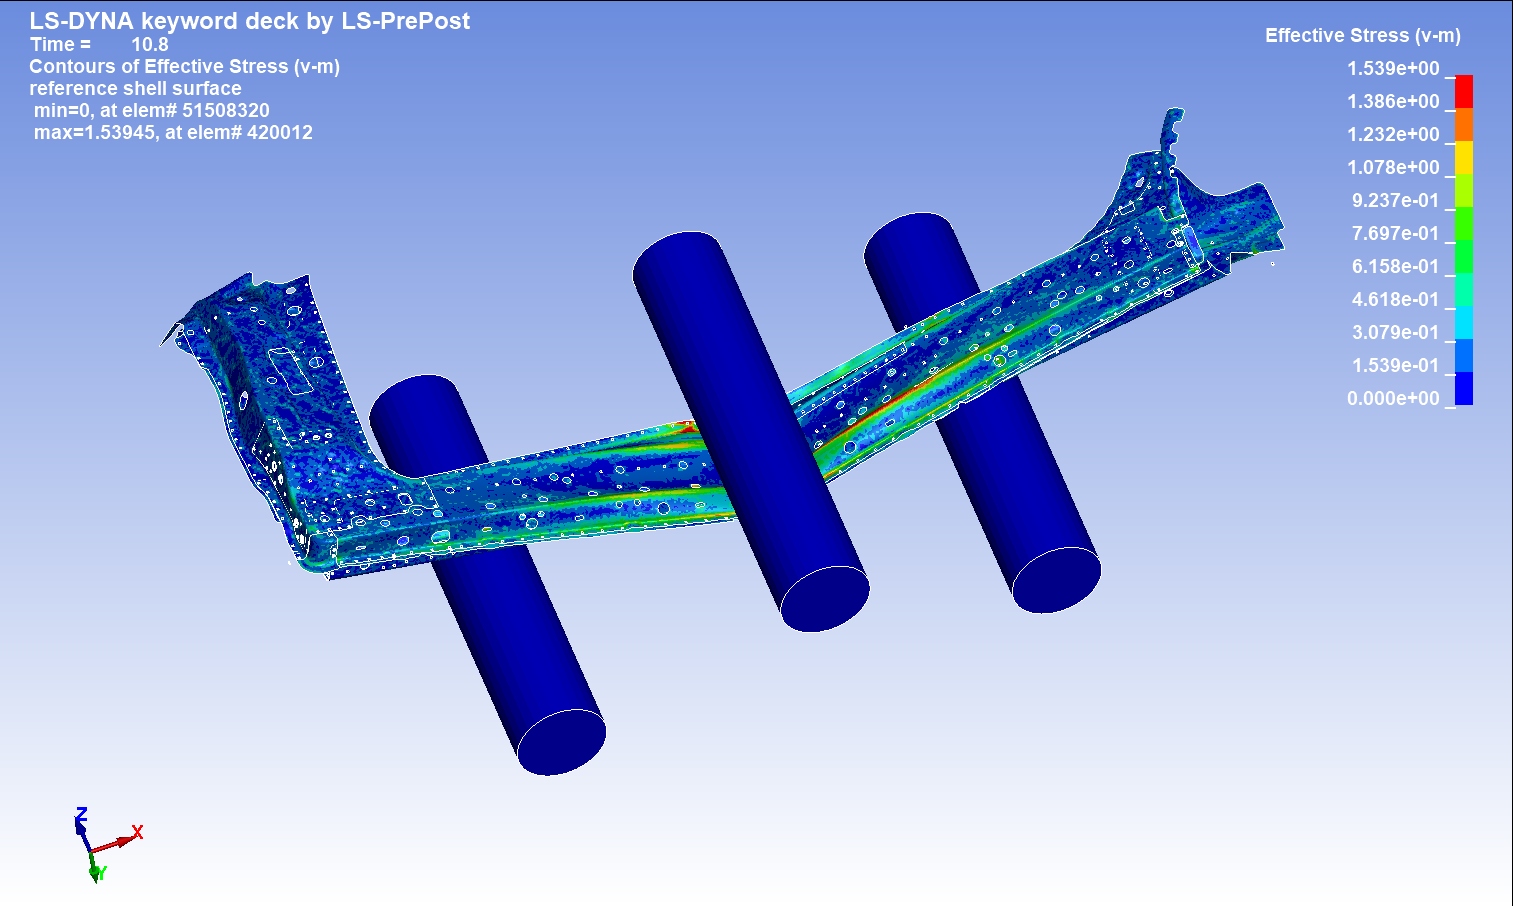 LS-DYNA keyword deck by LS-PrePost
Time = 10.8
Contours of Effective Stress (v-m)
reference shell surface
min=0, at elem# 51508320
max=1.53945, at elem# 420012
Effective Stress (v-m)
1.539e+00
1.386e+00
1.232e+00
1.078e+00
9.237e-01
7.697e-01
6.158e-01
4.618e-01
3.079e-01
1.539e-01
0.000e+00
Z
X
Y